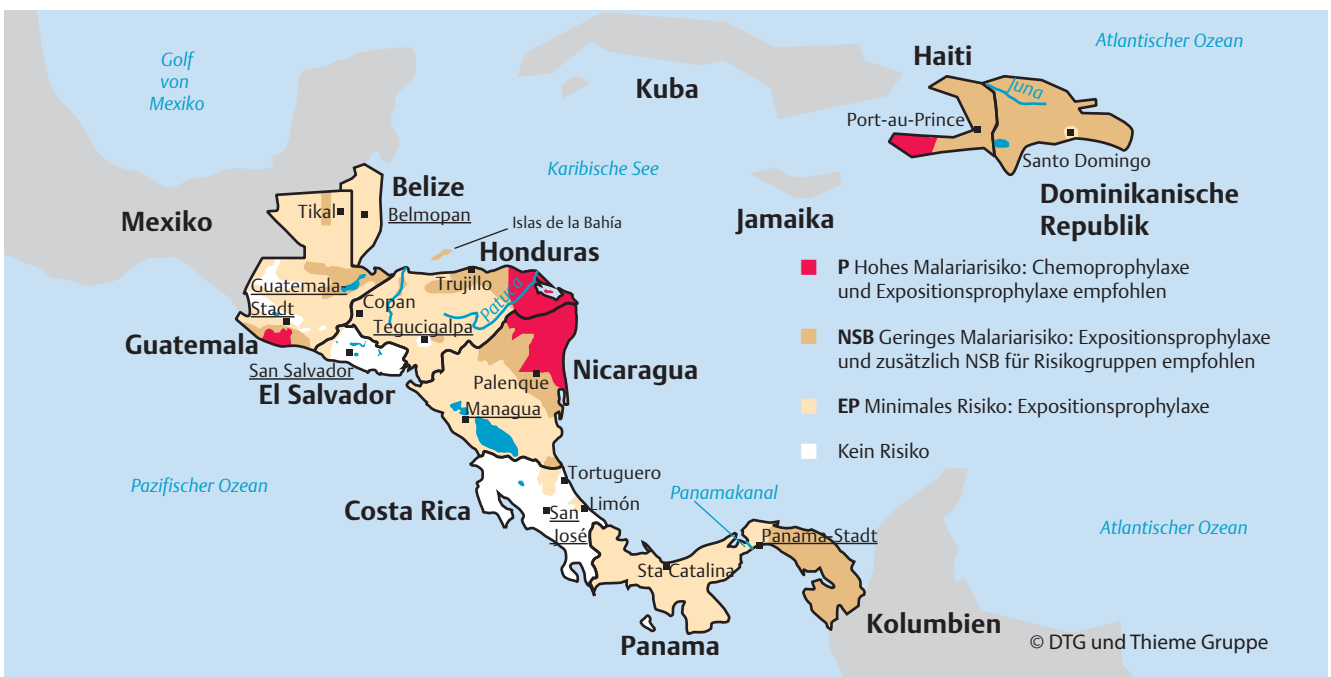 Golf
von
Mexiko
Atlantischer Ozean
Haiti
Kuba
Juna
Port-au-Prince
Santo Domingo
Karibische See
Dominikanische
Republik
Belize
Mexiko
Tikal
Belmopan
Jamaika
Islas de la Bahía
Honduras
Trujillo
Guatemala-
Stadt
Copan
Patuca
Tegucigalpa
Guatemala
San Salvador
El Salvador
Palenque
Nicaragua
Managua
P Hohes Malariarisiko: Chemoprophylaxe
und Expositionsprophylaxe empfohlen
NSB Geringes Malariarisiko: Expositionsprophylaxe
und zusätzlich NSB für Risikogruppen empfohlen
EP Minimales Risiko: Expositionsprophylaxe
Kein Risiko
Pazifischer Ozean
Tortuguero
Costa Rica
Limón
San
José
Panamakanal
Panama-Stadt
Atlantischer Ozean
Sta Catalina
Kolumbien
Panama
© DTG und Thieme Gruppe